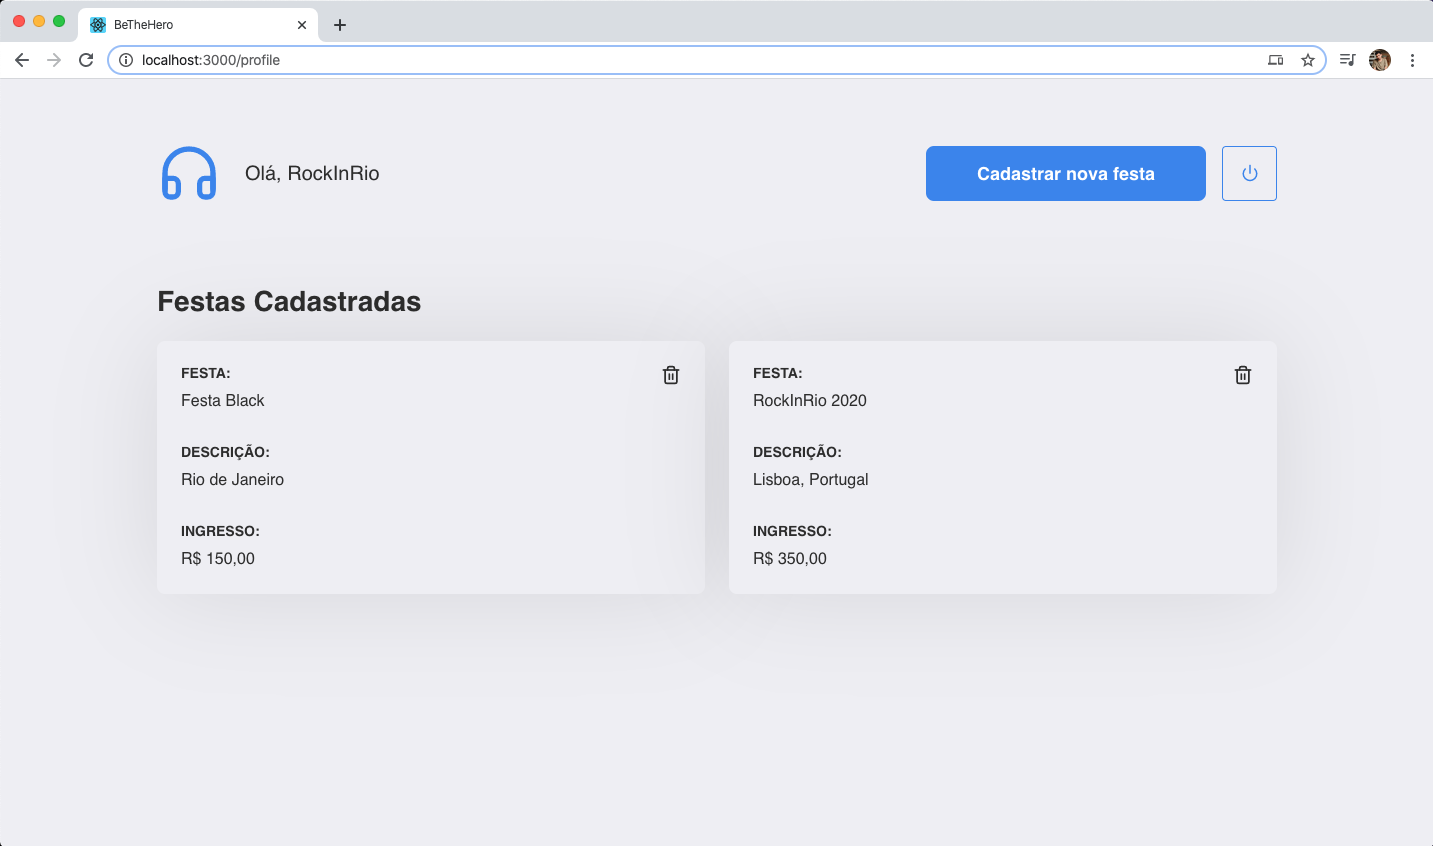 BeTheHero
localhost:3000/profile
Olá, RockInRio
Cadastrar nova festa
Festas Cadastradas
FESTA:
Festa Black
DESCRIÇÃO:
Rio de Janeiro
INGRESSO:
R$ 150,00
FESTA:
RockInRio 2020
DESCRIÇÃO:
Lisboa, Portugal
INGRESSO:
R$ 350,00